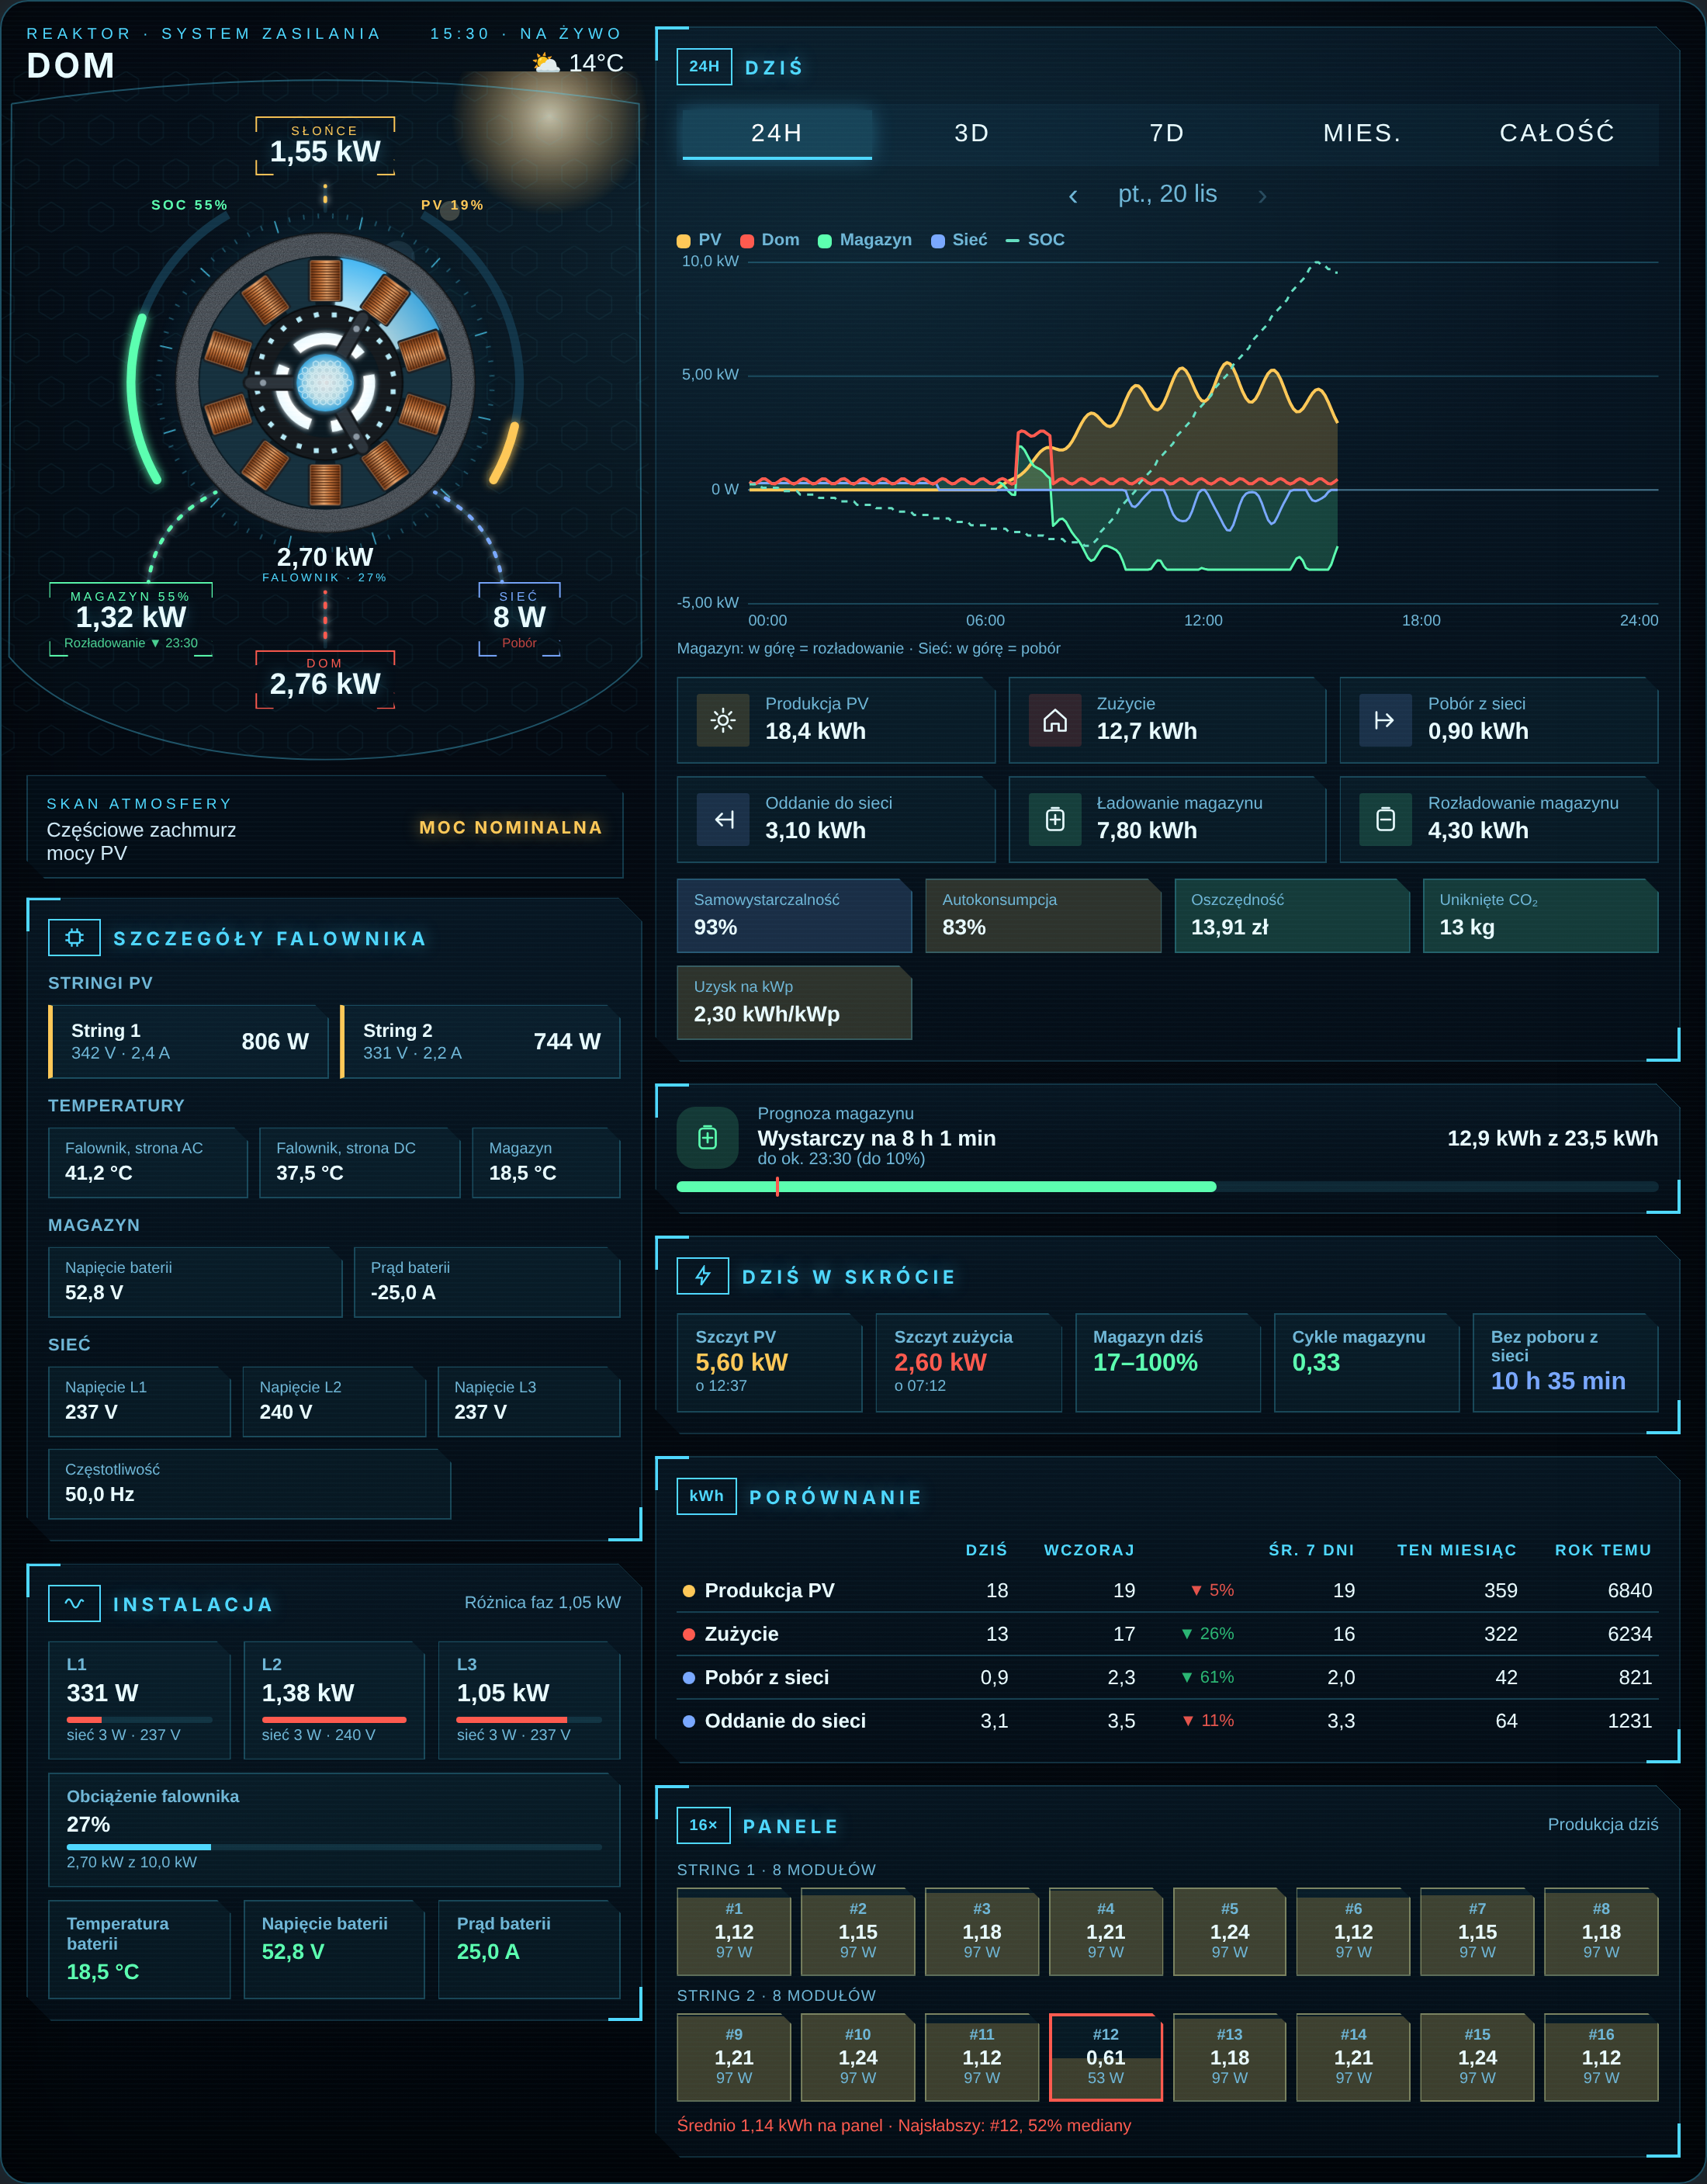 REAKTOR · SYSTEM ZASILANIA
15:30 · NA ŻYWO
DOM
14°C
SŁOŃCE
1,55 kW
SOC 55%
PV 19%
2,70 kW
FALOWNIK · 27%
MAGAZYN 55%
1,32 kW
Rozładowanie ▼ 23:30
SIEĆ
8 W
Pobór
DOM
2,76 kW
SKAN ATMOSFERY
Częściowe zachmurz
mocy PV
MOC NOMINALNA
SZCZEGÓŁY FALOWNIKA
STRINGI PV
String 1
342 V · 2,4 A
806 W
String 2
331 V · 2,2 A
744 W
TEMPERATURY
Falownik, strona AC
41,2 °C
Falownik, strona DC
37,5 °C
Magazyn
18,5 °C
MAGAZYN
Napięcie baterii
52,8 V
Prąd baterii
-25,0 A
SIEĆ
Napięcie L1
237 V
Napięcie L2
240 V
Napięcie L3
237 V
Częstotliwość
50,0 Hz
INSTALACJA
Różnica faz 1,05 kW
L1
331 W
sieć 3 W · 237 V
L2
1,38 kW
sieć 3 W · 240 V
L3
1,05 kW
sieć 3 W · 237 V
Obciążenie falownika
27%
2,70 kW z 10,0 kW
Temperatura
baterii
18,5 °C
Napięcie baterii
52,8 V
Prąd baterii
25,0 A
24H DZIŚ
24H 3D 7D MIES. CAŁOŚĆ
‹ pt., 20 lis ›
PV Dom Magazyn Sieć SOC
10,0 kW
5,00 kW
0 W
-5,00 kW
00:00 06:00 12:00 18:00 24:00
Magazyn: w górę = rozładowanie · Sieć: w górę = pobór
Produkcja PV
18,4 kWh
Zużycie
12,7 kWh
Pobór z sieci
0,90 kWh
Oddanie do sieci
3,10 kWh
Ładowanie magazynu
7,80 kWh
Rozładowanie magazynu
4,30 kWh
Samowystarczalność
93%
Autokonsumpcja
83%
Oszczędność
13,91 zł
Uniknięte CO₂
13 kg
Uzysk na kWp
2,30 kWh/kWp
Prognoza magazynu
Wystarczy na 8 h 1 min
do ok. 23:30 (do 10%)
12,9 kWh z 23,5 kWh
DZIŚ W SKRÓCIE
Szczyt PV
5,60 kW
o 12:37
Szczyt zużycia
2,60 kW
o 07:12
Magazyn dziś
17–100%
Cykle magazynu
0,33
Bez poboru z
sieci
10 h 35 min
kWh PORÓWNANIE
DZIŚ WCZORAJ ŚR. 7 DNI TEN MIESIĄC ROK TEMU
Produkcja PV 18 19 ▼ 5% 19 359 6840
Zużycie 13 17 ▼ 26% 16 322 6234
Pobór z sieci 0,9 2,3 ▼ 61% 2,0 42 821
Oddanie do sieci 3,1 3,5 ▼ 11% 3,3 64 1231
16× PANELE
Produkcja dziś
STRING 1 · 8 MODUŁÓW
#1 #2 #3 #4 #5 #6 #7 #8
1,12 1,15 1,18 1,21 1,24 1,12 1,15 1,18
97 W 97 W 97 W 97 W 97 W 97 W 97 W 97 W
STRING 2 · 8 MODUŁÓW
#9 #10 #11 #12 #13 #14 #15 #16
1,21 1,24 1,12 0,61 1,18 1,21 1,24 1,12
97 W 97 W 97 W 53 W 97 W 97 W 97 W 97 W
Średnio 1,14 kWh na panel · Najsłabszy: #12, 52% mediany